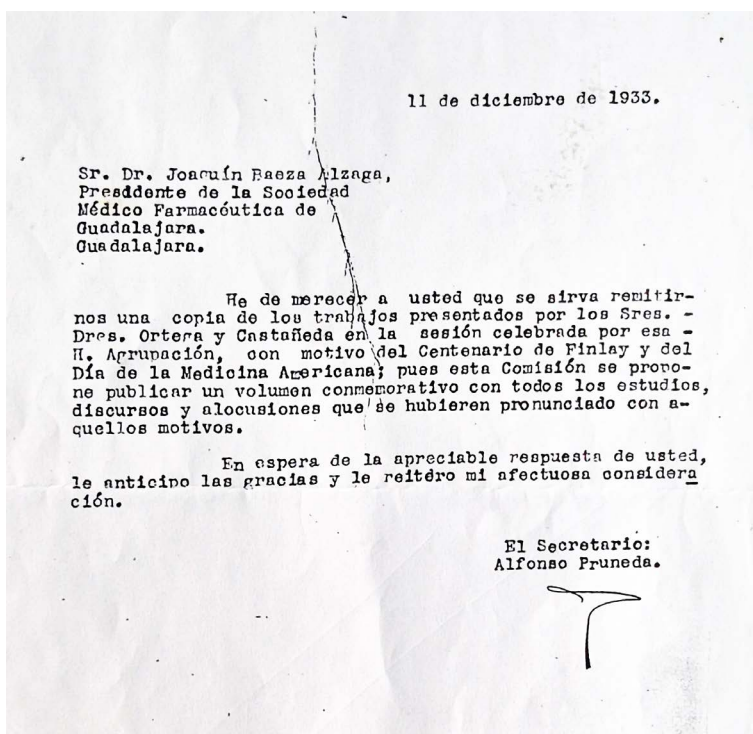 11 de diciembre de 1933.
Sr. Dr. Joaquín Baeza Alzaga,
Presidente de la Sociedad
Médico Farmacéutica de
Guadalajara.
Guadalajara.
He de merecer a usted que se sirva remitir-
nos una copia de los trabajos presentados por los Sres. -
Dres. Ortera y Castañeda en la sesión celebrada por esa -
H. Agrupación, con motivo del Centenario de Finlay y del
Día de la Medicina Americana; pues esta Comisión se propo-
ne publicar un volumen conmemorativo con todos los estudios,
discursos y alocusiones que se hubieren pronunciado con a-
quellos motivos.
En espera de la apreciable respuesta de usted,
le anticipo las gracias y le reitéro mi afectuosa considera
ción.
El Secretario:
Alfonso Pruneda.